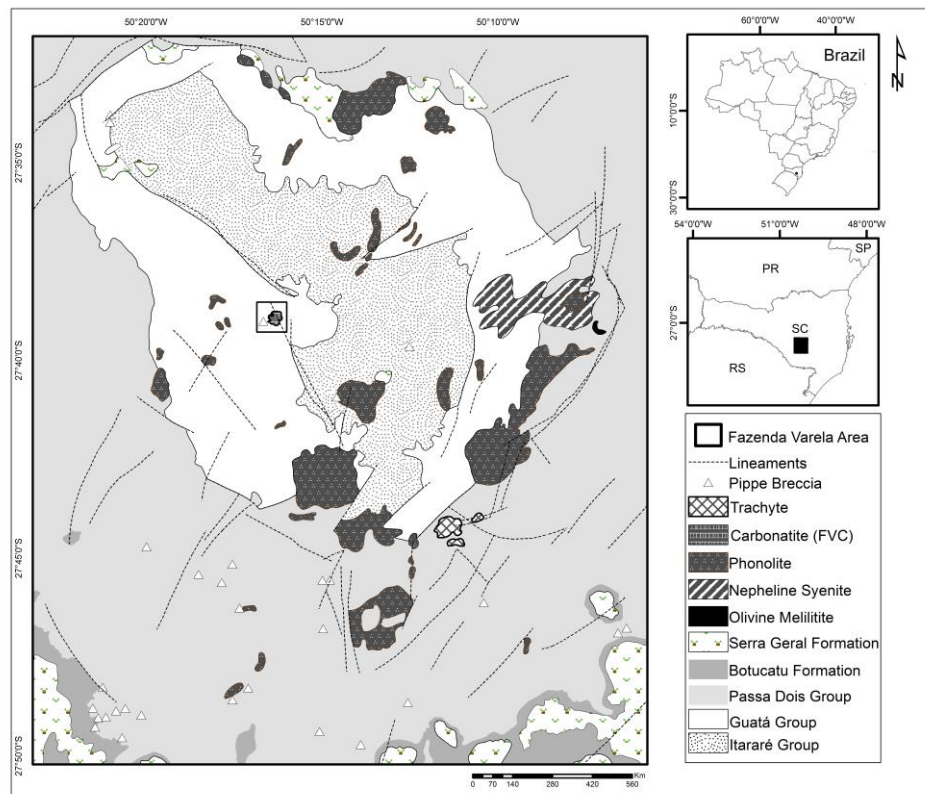 50°20'0"W 50°15'0"W 50°10'0"W
27°35'0"S
27°40'0"S
27°45'0"S
27°50'0"S
0 70 140 280 420 560 Km
60°0'0"W 40°0'0"W
Brazil
10°0'0"S
30°0'0"S
N
54°0'0"W 51°0'0"W 48°0'0"W
27°0'0"S
SP
PR
SC
RS
Fazenda Varela Area
Lineaments
Pippe Breccia
Trachyte
Carbonatite (FVC)
Phonolite
Nepheline Syenite
Olivine Melilitite
Serra Geral Formation
Botucatu Formation
Passa Dois Group
Guatá Group
Itararé Group